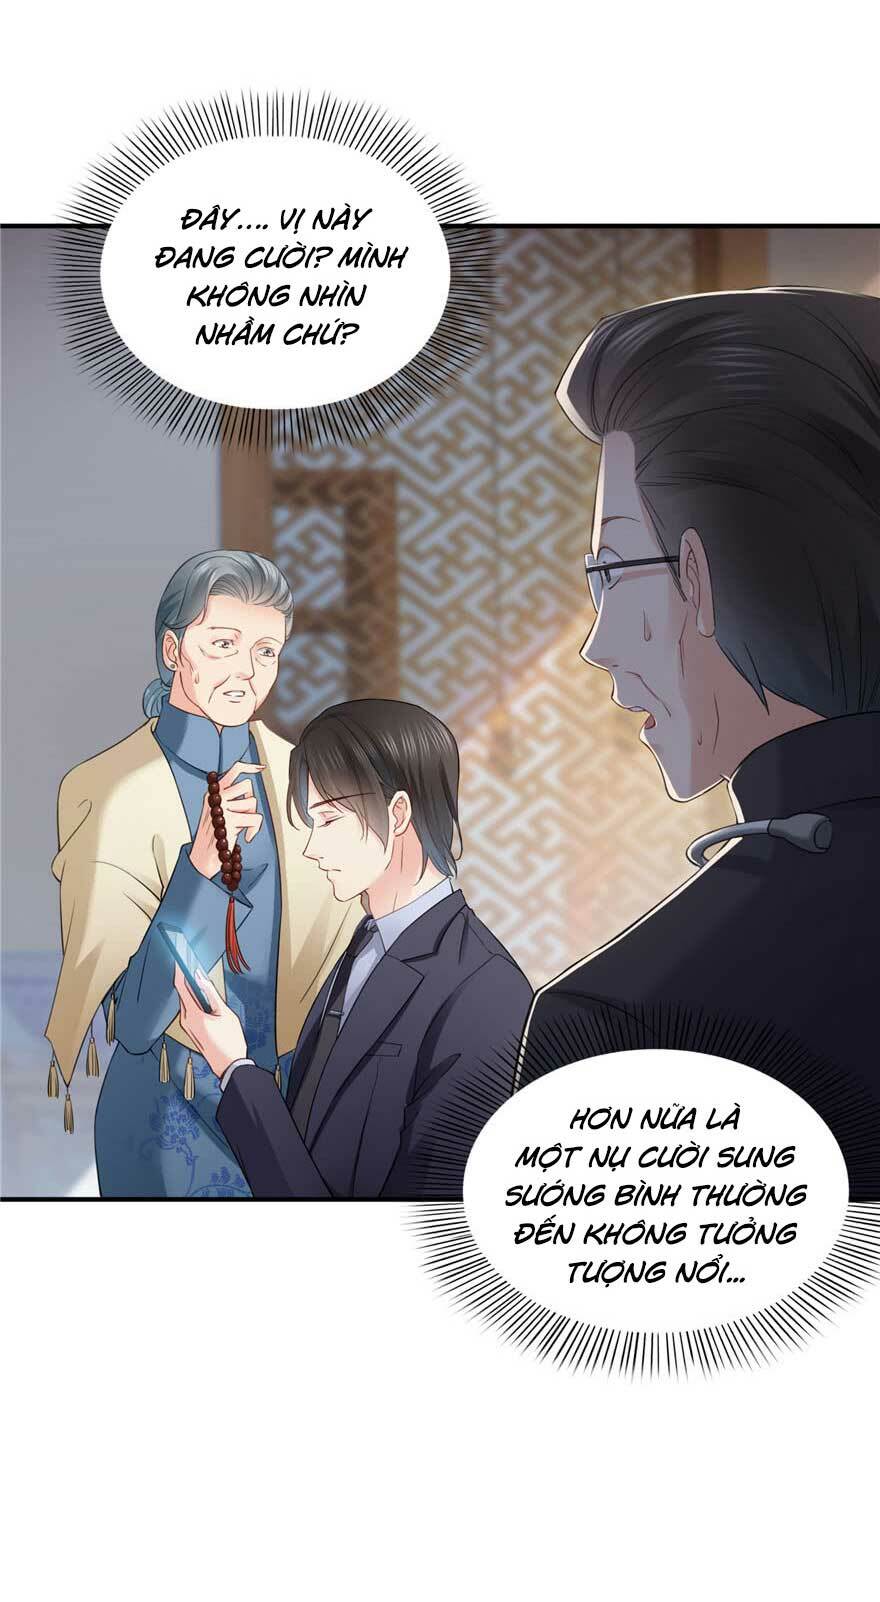 ĐÂY.... VỊ NÀY
ĐANG CƯỜI? MÌNH
KHÔNG NHÌN
NHẦM CHỨ?
HƠN NỮA LÀ
MỘT NỤ CƯỜI SUNG
SƯỚNG BÌNH THƯỜNG
ĐẾN KHÔNG TƯỞNG
TƯỢNG NỔI...